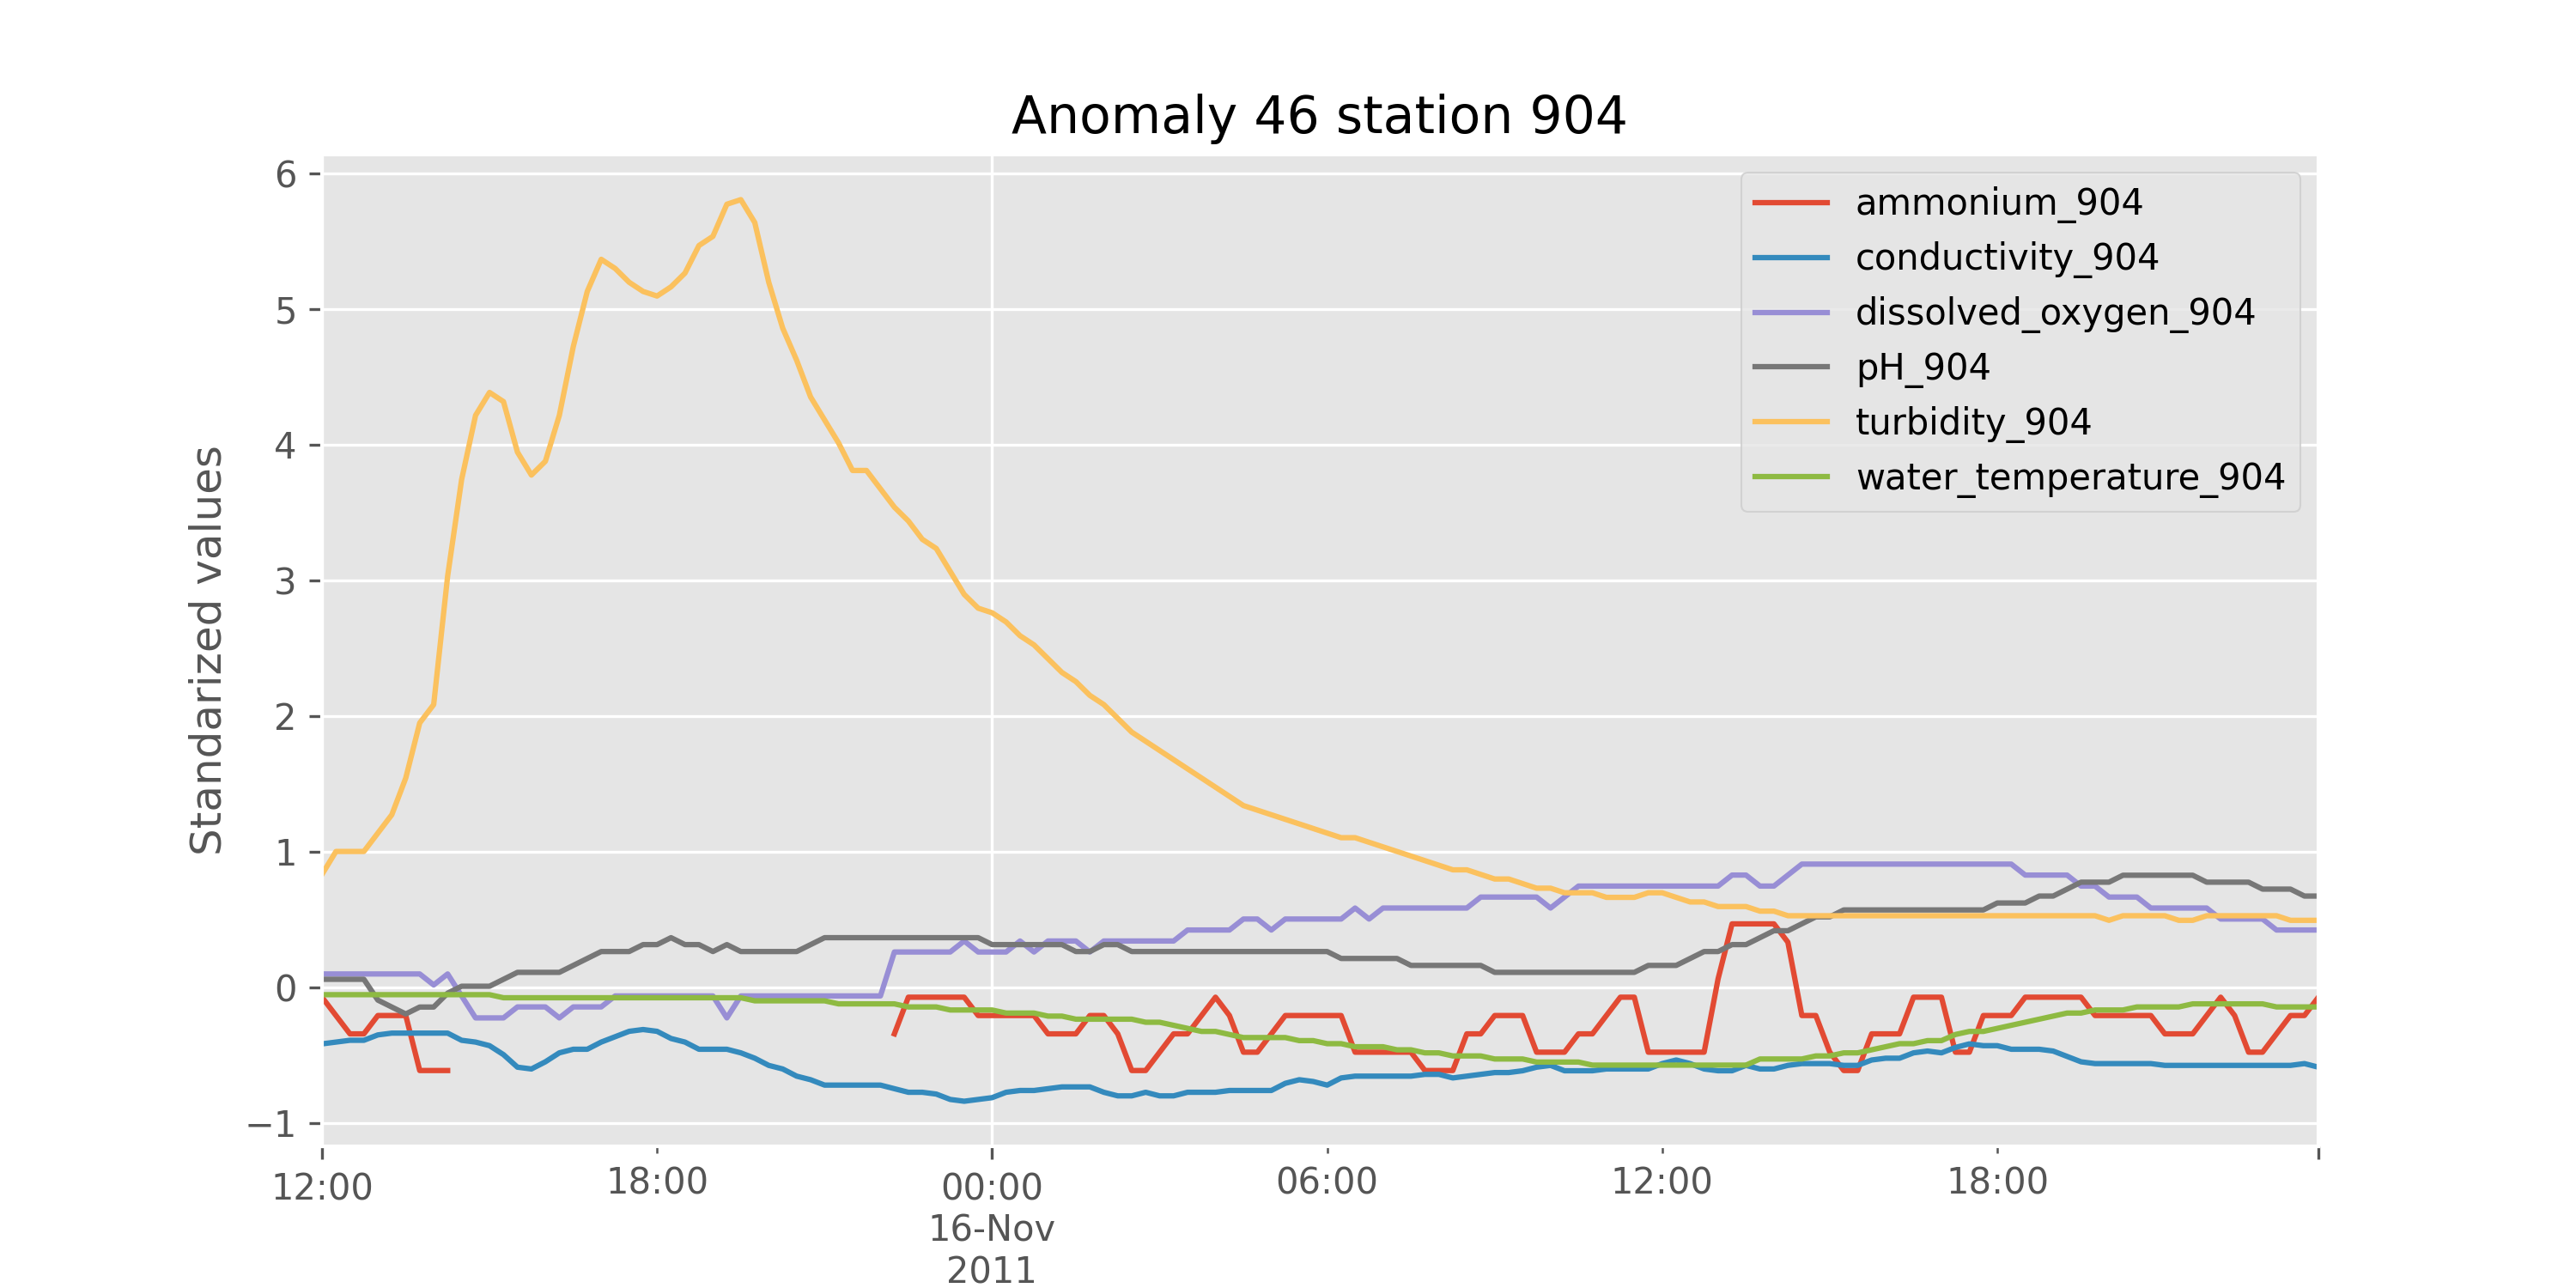 Anomaly 46 station 904
Standarized values
6
5
4
3
2
1
0
−1
ammonium_904
conductivity_904
dissolved_oxygen_904
pH_904
turbidity_904
water_temperature_904
12:00
18:00
00:00
06:00
12:00
18:00
16-Nov
2011